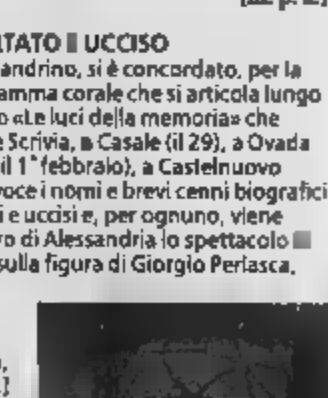 TATO UCCISO
andrino, si è concordato, per la
amma corale che si articola lungo
o «Le luci della memoria» che
e Scrivia, a Casale (il 29), a Ovada
(il 1° febbraio), a Castelnuovo
voce i nomi e brevi cenni biografici
i e uccisi e, per ognuno, viene
ro di Alessandria lo spettacolo
sulla figura di Giorgio Perlasca.